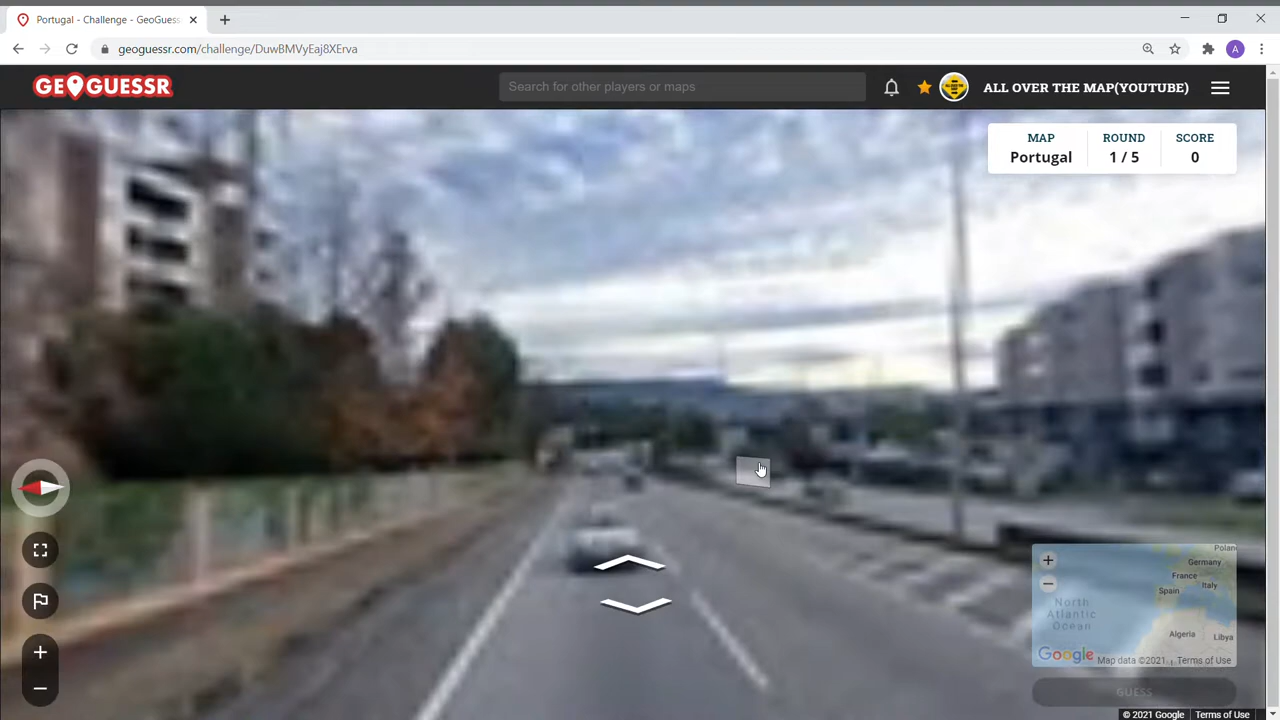 Portugal - Challenge - GeoGuess
geoguessr.com/challenge/DuwBMVyEaj8XErva
A
GEOGUESSR
Search for other players or maps
ALL OVER THE MAP(YOUTUBE)
MAP
Portugal
ROUND
1 / 5
SCORE
0
Poland
Germany
France
Italy
Spain
North
Atlantic
Ocean
Algeria
Libya
Google
Map data ©2021
Terms of Use
GUESS
© 2021 Google
Terms of Use